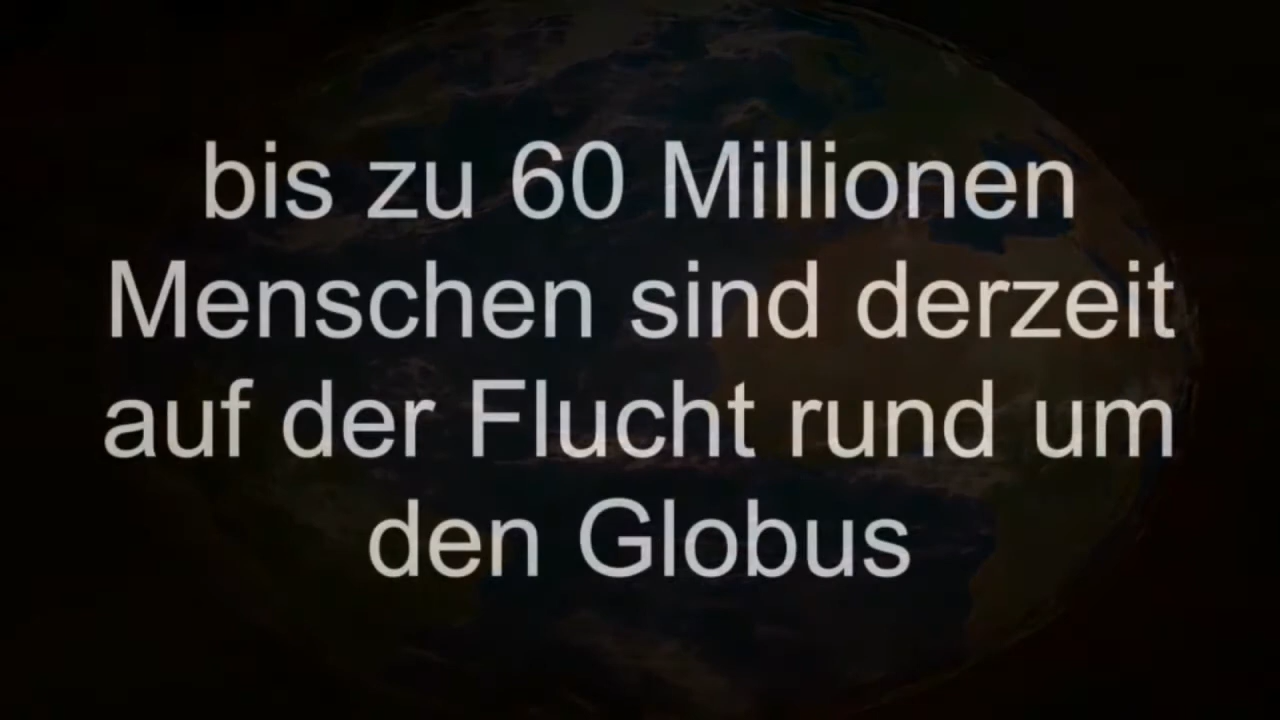 bis zu 60 Millionen
Menschen sind derzeit
auf der Flucht rund um
den Globus